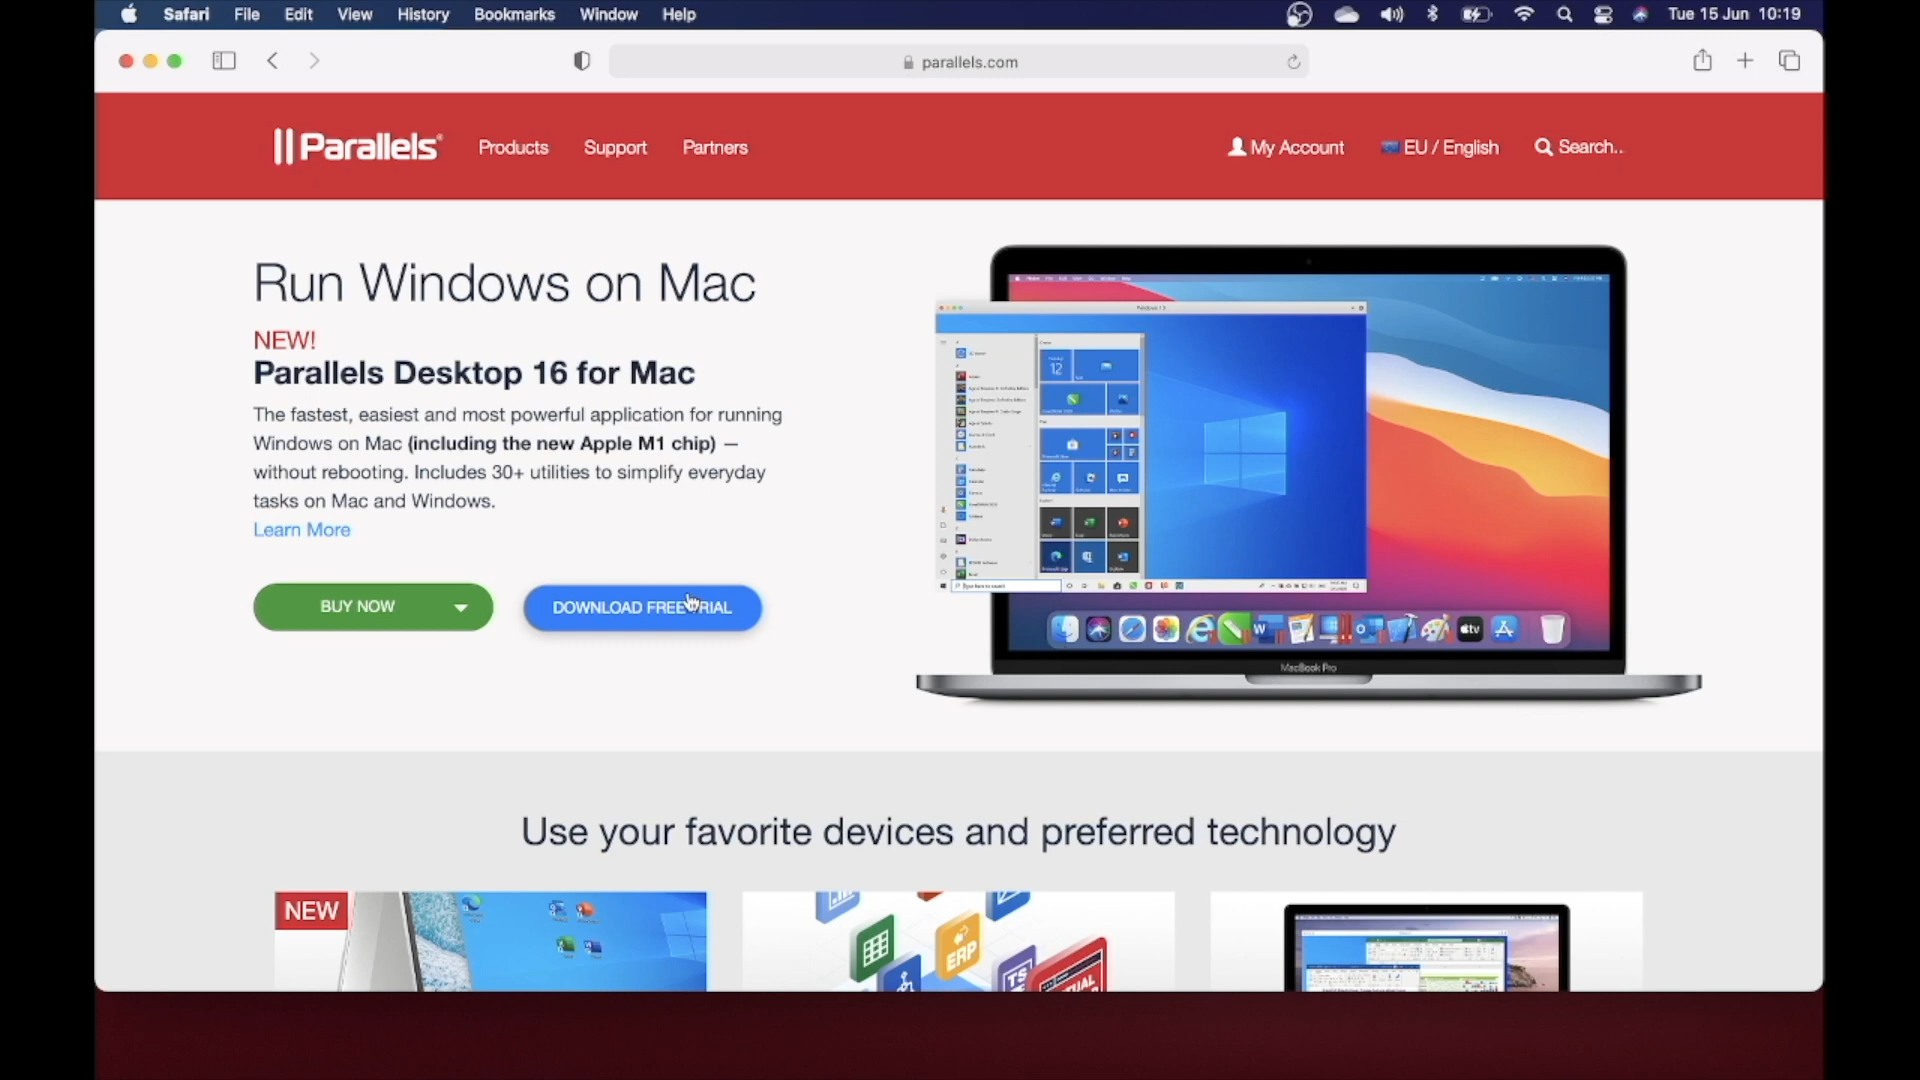 Safari File Edit View History Bookmarks Window Help Tue 15 Jun 10:19
parallels.com
Parallels® Products Support Partners My Account EU / English Search..
Run Windows on Mac
NEW!
Parallels Desktop 16 for Mac
The fastest, easiest and most powerful application for running
Windows on Mac (including the new Apple M1 chip) —
without rebooting. Includes 30+ utilities to simplify everyday
tasks on Mac and Windows.
Learn More
BUY NOW DOWNLOAD FREE TRIAL
12
W
tv
MacBook Pro
Use your favorite devices and preferred technology
NEW
ERP
TS